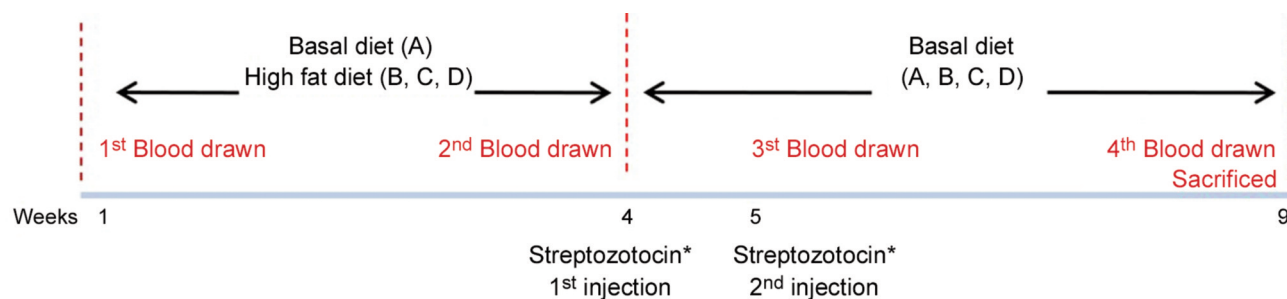 Basal diet (A)
High fat diet (B, C, D)
Basal diet
(A, B, C, D)
1st Blood drawn
2nd Blood drawn
3st Blood drawn
4th Blood drawn
Sacrificed
Weeks 1 4 5 9
Streptozotocin*
1st injection
Streptozotocin*
2nd injection